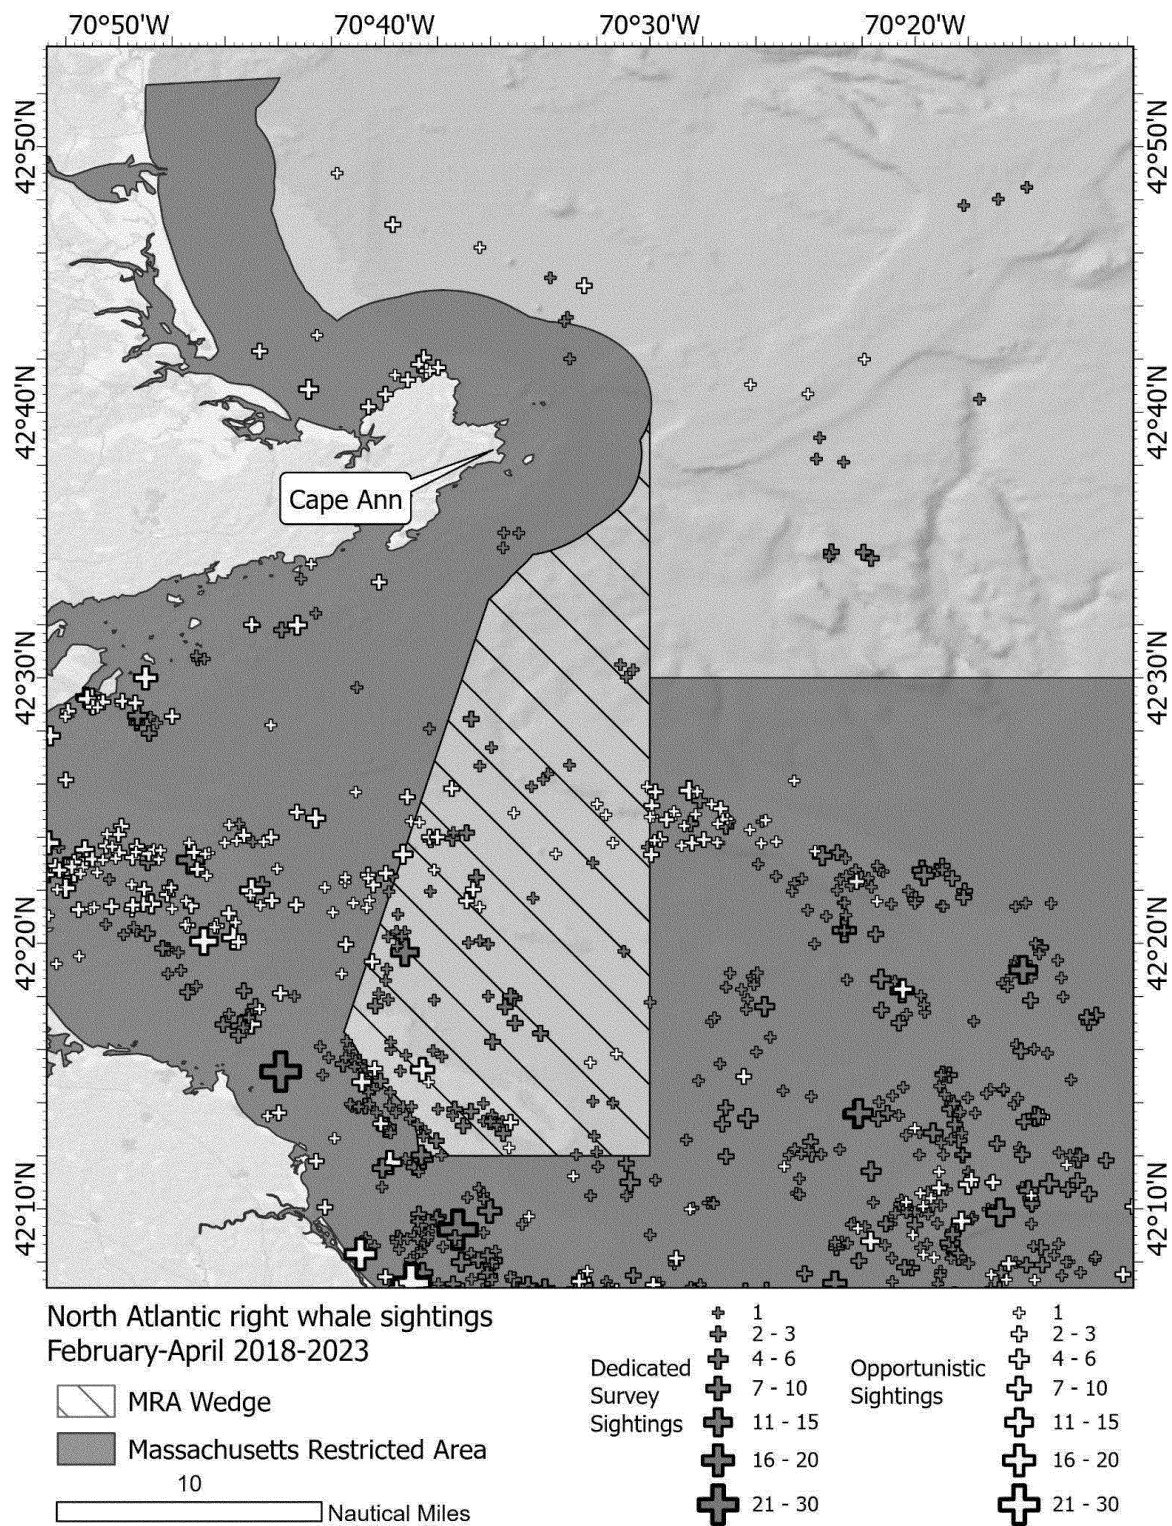 70°50'W 70°40'W 70°30'W 70°20'W
42°50'N 42°50'N
42°40'N 42°40'N
Cape Ann
42°30'N 42°30'N
42°20'N 42°20'N
42°10'N 42°10'N
North Atlantic right whale sightings
February-April 2018-2023
MRA Wedge
Massachusetts Restricted Area
10
Nautical Miles
Dedicated
Survey
Sightings
1
2 - 3
4 - 6
7 - 10
11 - 15
16 - 20
21 - 30
Opportunistic
Sightings
1
2 - 3
4 - 6
7 - 10
11 - 15
16 - 20
21 - 30